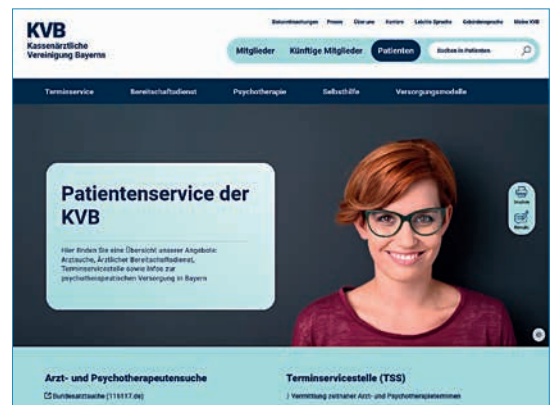 KVB
Kassenärztliche
Vereinigung Bayerns
Bekanntmachungen Presse Über uns Karriere Leichte Sprache Gebärdensprache Meine KVB
Mitglieder Künftige Mitglieder Patienten Suchen in Patienten
Terminservice Bereitschaftsdienst Psychotherapie Selbsthilfe Versorgungsmodelle
Patientenservice der
KVB
Hier finden Sie eine Übersicht unserer Angebote:
Arztsuche, Ärztlicher Bereitschaftsdienst,
Terminservicestelle sowie Infos zur
psychotherapeutischen Versorgung in Bayern
Drucken
Kontakt
Arzt- und Psychotherapeutensuche
Bundesarztsuche (116117.de)
Terminservicestelle (TSS)
Vermittlung zeitnaher Arzt- und Psychotherapietermine